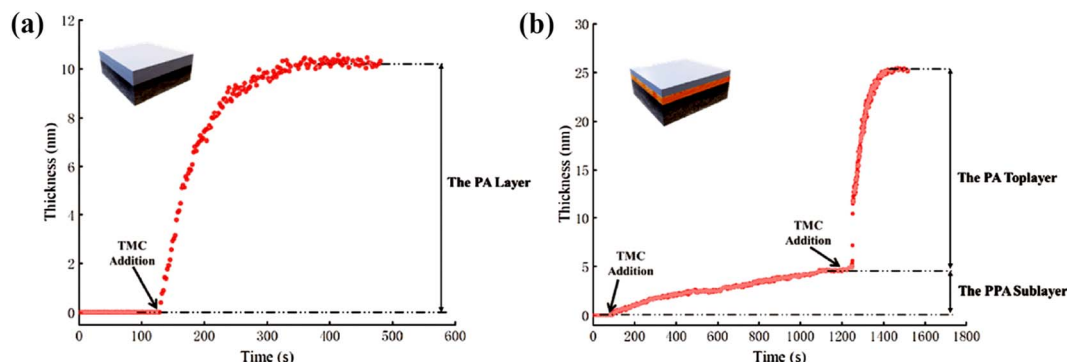 (a)
12
10
8
6
4
2
0
Thickness (nm)
TMC
Addition
The PA Layer
0 100 200 300 400 500 600
Time (s)
(b)
30
25
20
15
10
5
0
Thickness (nm)
TMC
Addition
TMC
Addition
The PA Toplayer
The PPA Sublayer
0 200 400 600 800 1000 1200 1400 1600 1800
Time (s)